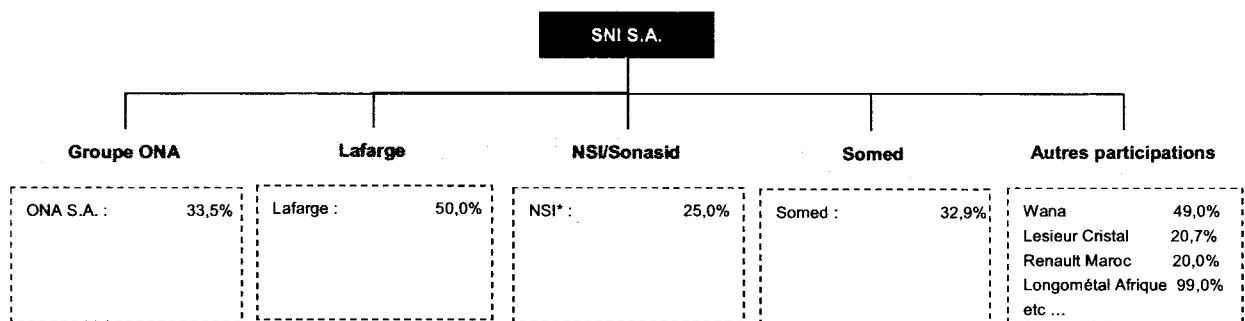 SNI S.A.
Groupe ONA
Lafarge
NSI/Sonasid
Somed
Autres participations
ONA S.A. : 33,5%
Lafarge : 50,0%
NSI* : 25,0%
Somed : 32,9%
Wana 49,0%
Lesieur Cristal 20,7%
Renault Maroc 20,0%
Longométal Afrique 99,0%
etc ...